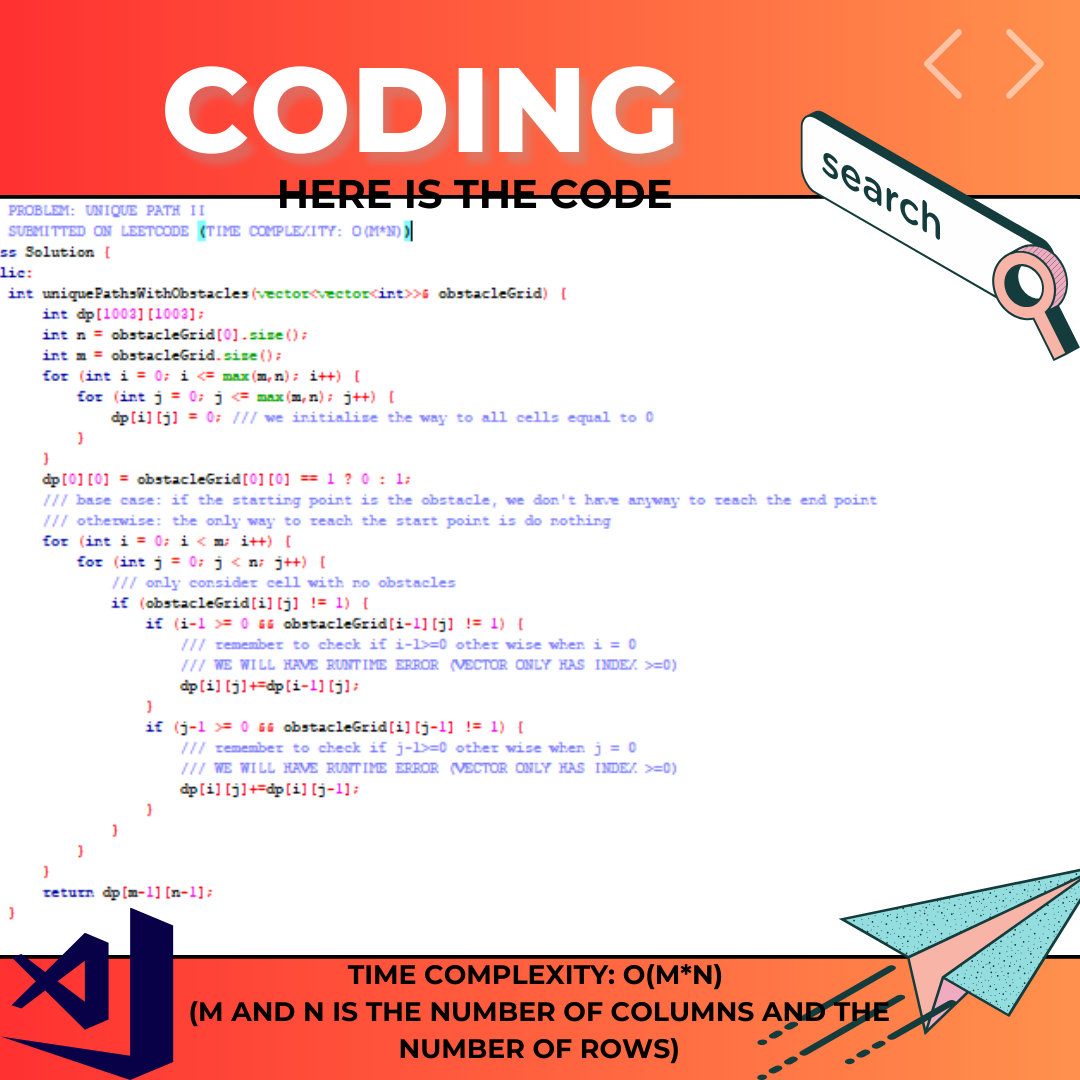 CODING
search
HERE IS THE CODE
PROBLEM: UNIQUE PATH II
SUBMITTED ON LEETCODE (TIME COMPLEXITY: O(M*N))
ss Solution {
lic:
int uniquePathsWithObstacles(vector<vector<int>>& obstacleGrid) {
int dp[1003][1003];
int n = obstacleGrid[0].size();
int m = obstacleGrid.size();
for (int i = 0; i <= max(m,n); i++) {
for (int j = 0; j <= max(m,n); j++) {
dp[i][j] = 0; /// we initialize the way to all cells equal to 0
}
}
dp[0][0] = obstacleGrid[0][0] == 1 ? 0 : 1;
/// base case: if the starting point is the obstacle, we don't have anyway to reach the end point
/// otherwise: the only way to reach the start point is do nothing
for (int i = 0; i < m; i++) {
for (int j = 0; j < n; j++) {
/// only consider cell with no obstacles
if (obstacleGrid[i][j] != 1) {
if (i-1 >= 0 && obstacleGrid[i-1][j] != 1) {
/// remember to check if i-1>=0 other wise when i = 0
/// WE WILL HAVE RUNTIME ERROR (VECTOR ONLY HAS INDEX >=0)
dp[i][j]+=dp[i-1][j];
}
if (j-1 >= 0 && obstacleGrid[i][j-1] != 1) {
/// remember to check if j-1>=0 other wise when j = 0
/// WE WILL HAVE RUNTIME ERROR (VECTOR ONLY HAS INDEX >=0)
dp[i][j]+=dp[i][j-1];
}
}
}
}
return dp[m-1][n-1];
}
TIME COMPLEXITY: O(M*N)
(M AND N IS THE NUMBER OF COLUMNS AND THE
NUMBER OF ROWS)